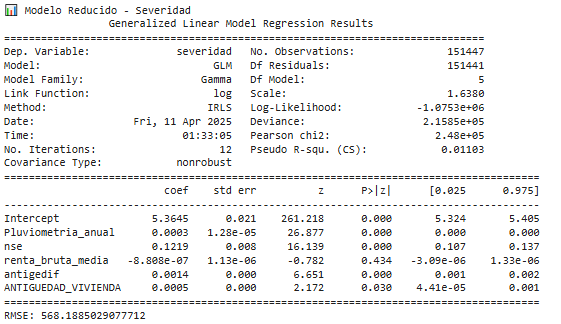 📊 Modelo Reducido - Severidad
Generalized Linear Model Regression Results
==============================================================================
Dep. Variable: severidad No. Observations: 151447
Model: GLM Df Residuals: 151441
Model Family: Gamma Df Model: 5
Link Function: log Scale: 1.6380
Method: IRLS Log-Likelihood: -1.0753e+06
Date: Fri, 11 Apr 2025 Deviance: 2.1585e+05
Time: 01:33:05 Pearson chi2: 2.48e+05
No. Iterations: 12 Pseudo R-squ. (CS): 0.01103
Covariance Type: nonrobust
==============================================================================
coef std err z P>|z| [0.025 0.975]
------------------------------------------------------------------------------
Intercept 5.3645 0.021 261.218 0.000 5.324 5.405
Pluviometria_anual 0.0003 1.28e-05 26.877 0.000 0.000 0.000
nse 0.1219 0.008 16.139 0.000 0.107 0.137
renta_bruta_media -8.808e-07 1.13e-06 -0.782 0.434 -3.09e-06 1.33e-06
antigedif 0.0014 0.000 6.651 0.000 0.001 0.002
ANTIGUEDAD_VIVIENDA 0.0005 0.000 2.172 0.030 4.41e-05 0.001
==============================================================================
RMSE: 568.1885029077712